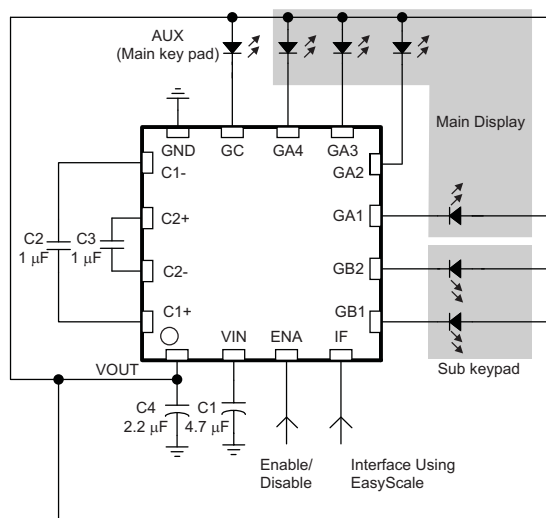 AUX
(Main key pad)
Main Display
GND
GC
GA4
GA3
C1-
GA2
C2+
GA1
C2
1 μF
C3
1 μF
C2-
GB2
C1+
GB1
VIN
ENA
IF
VOUT
Sub keypad
C4
2.2 μF
C1
4.7 μF
Enable/
Disable
Interface Using
EasyScale